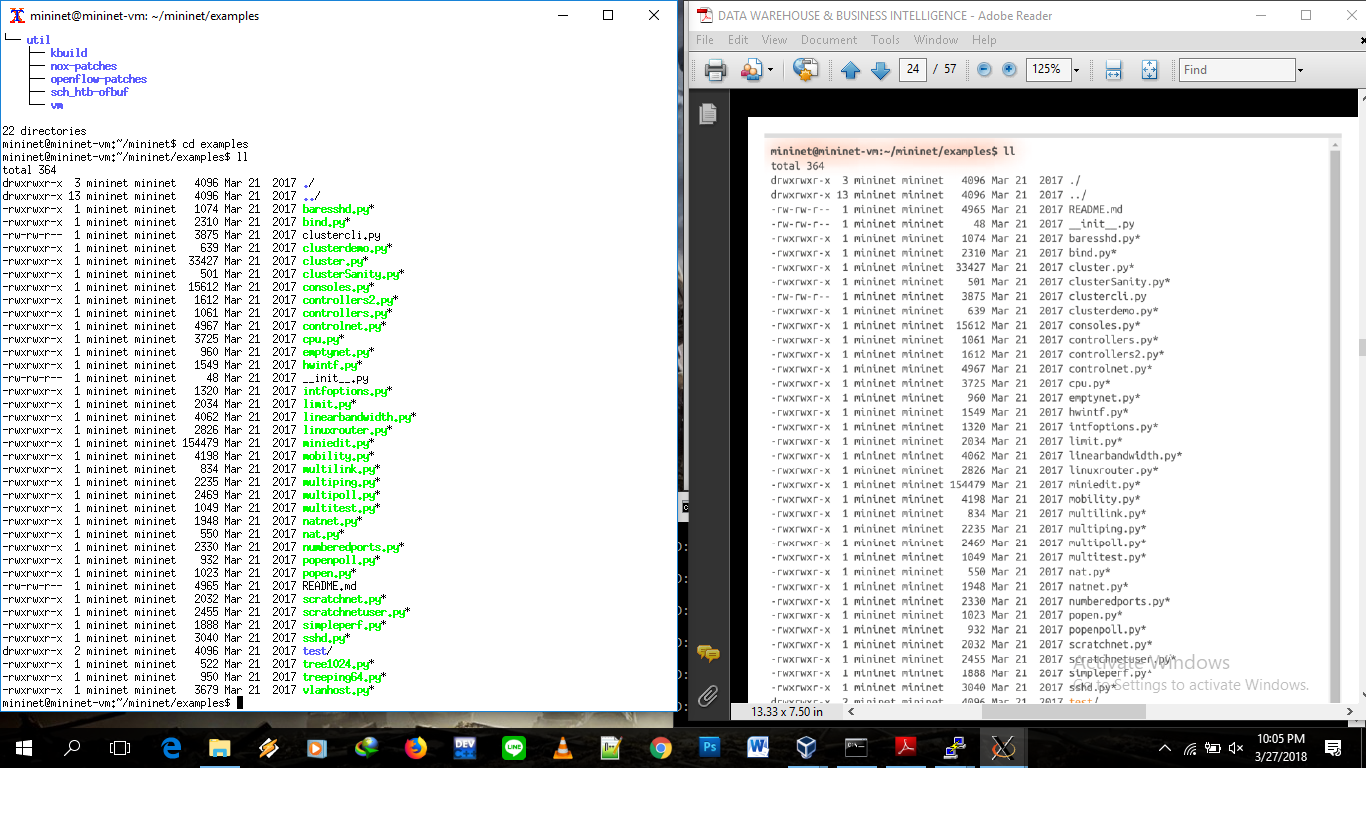 mininet@mininet-vm: ~/mininet/examples
└── util
├── kbuild
├── nox-patches
├── openflow-patches
├── sch_htb-ofbuf
└── vm
22 directories
mininet@mininet-vm:~/mininet$ cd examples
mininet@mininet-vm:~/mininet/examples$ ll
total 364
drwxrwxr-x 3 mininet mininet 4096 Mar 21 2017 ./
drwxrwxr-x 13 mininet mininet 4096 Mar 21 2017 ../
-rwxrwxr-x 1 mininet mininet 1074 Mar 21 2017 baresshd.py*
-rwxrwxr-x 1 mininet mininet 2310 Mar 21 2017 bind.py*
-rw-rw-r-- 1 mininet mininet 3875 Mar 21 2017 clustercli.py
-rwxrwxr-x 1 mininet mininet 639 Mar 21 2017 clusterdemo.py*
-rwxrwxr-x 1 mininet mininet 33427 Mar 21 2017 cluster.py*
-rwxrwxr-x 1 mininet mininet 501 Mar 21 2017 clusterSanity.py*
-rwxrwxr-x 1 mininet mininet 15612 Mar 21 2017 consoles.py*
-rwxrwxr-x 1 mininet mininet 1612 Mar 21 2017 controllers2.py*
-rwxrwxr-x 1 mininet mininet 1061 Mar 21 2017 controllers.py*
-rwxrwxr-x 1 mininet mininet 4967 Mar 21 2017 controlnet.py*
-rwxrwxr-x 1 mininet mininet 3725 Mar 21 2017 cpu.py*
-rwxrwxr-x 1 mininet mininet 960 Mar 21 2017 emptynet.py*
-rwxrwxr-x 1 mininet mininet 1549 Mar 21 2017 hwintf.py*
-rw-rw-r-- 1 mininet mininet 48 Mar 21 2017 __init__.py
-rwxrwxr-x 1 mininet mininet 1320 Mar 21 2017 intfoptions.py*
-rwxrwxr-x 1 mininet mininet 2034 Mar 21 2017 limit.py*
-rwxrwxr-x 1 mininet mininet 4062 Mar 21 2017 linearbandwidth.py*
-rwxrwxr-x 1 mininet mininet 2826 Mar 21 2017 linuxrouter.py*
-rwxrwxr-x 1 mininet mininet 154479 Mar 21 2017 miniedit.py*
-rwxrwxr-x 1 mininet mininet 4198 Mar 21 2017 mobility.py*
-rwxrwxr-x 1 mininet mininet 834 Mar 21 2017 multilink.py*
-rwxrwxr-x 1 mininet mininet 2235 Mar 21 2017 multiping.py*
-rwxrwxr-x 1 mininet mininet 2469 Mar 21 2017 multipoll.py*
-rwxrwxr-x 1 mininet mininet 1049 Mar 21 2017 multitest.py*
-rwxrwxr-x 1 mininet mininet 1948 Mar 21 2017 natnet.py*
-rwxrwxr-x 1 mininet mininet 550 Mar 21 2017 nat.py*
-rwxrwxr-x 1 mininet mininet 2330 Mar 21 2017 numberedports.py*
-rwxrwxr-x 1 mininet mininet 932 Mar 21 2017 popenpoll.py*
-rwxrwxr-x 1 mininet mininet 1023 Mar 21 2017 popen.py*
-rw-rw-r-- 1 mininet mininet 4965 Mar 21 2017 README.md
-rwxrwxr-x 1 mininet mininet 2032 Mar 21 2017 scratchnet.py*
-rwxrwxr-x 1 mininet mininet 2455 Mar 21 2017 scratchnetuser.py*
-rwxrwxr-x 1 mininet mininet 1888 Mar 21 2017 simpleperf.py*
-rwxrwxr-x 1 mininet mininet 3040 Mar 21 2017 sshd.py*
drwxrwxr-x 2 mininet mininet 4096 Mar 21 2017 test/
-rwxrwxr-x 1 mininet mininet 522 Mar 21 2017 tree1024.py*
-rwxrwxr-x 1 mininet mininet 950 Mar 21 2017 treeping64.py*
-rwxrwxr-x 1 mininet mininet 3679 Mar 21 2017 vlanhost.py*
mininet@mininet-vm:~/mininet/examples$
DATA WAREHOUSE & BUSINESS INTELLIGENCE - Adobe Reader
File Edit View Document Tools Window Help
24 / 57 125% Find
mininet@mininet-vm:~/mininet/examples$ ll
total 364
drwxrwxr-x 3 mininet mininet 4096 Mar 21 2017 ./
drwxrwxr-x 13 mininet mininet 4096 Mar 21 2017 ../
-rw-rw-r-- 1 mininet mininet 4965 Mar 21 2017 README.md
-rw-rw-r-- 1 mininet mininet 48 Mar 21 2017 __init__.py
-rwxrwxr-x 1 mininet mininet 1074 Mar 21 2017 baresshd.py*
-rwxrwxr-x 1 mininet mininet 2310 Mar 21 2017 bind.py*
-rwxrwxr-x 1 mininet mininet 33427 Mar 21 2017 cluster.py*
-rwxrwxr-x 1 mininet mininet 501 Mar 21 2017 clusterSanity.py*
-rw-rw-r-- 1 mininet mininet 3875 Mar 21 2017 clustercli.py
-rwxrwxr-x 1 mininet mininet 639 Mar 21 2017 clusterdemo.py*
-rwxrwxr-x 1 mininet mininet 15612 Mar 21 2017 consoles.py*
-rwxrwxr-x 1 mininet mininet 1061 Mar 21 2017 controllers.py*
-rwxrwxr-x 1 mininet mininet 1612 Mar 21 2017 controllers2.py*
-rwxrwxr-x 1 mininet mininet 4967 Mar 21 2017 controlnet.py*
-rwxrwxr-x 1 mininet mininet 3725 Mar 21 2017 cpu.py*
-rwxrwxr-x 1 mininet mininet 960 Mar 21 2017 emptynet.py*
-rwxrwxr-x 1 mininet mininet 1549 Mar 21 2017 hwintf.py*
-rwxrwxr-x 1 mininet mininet 1320 Mar 21 2017 intfoptions.py*
-rwxrwxr-x 1 mininet mininet 2034 Mar 21 2017 limit.py*
-rwxrwxr-x 1 mininet mininet 4062 Mar 21 2017 linearbandwidth.py*
-rwxrwxr-x 1 mininet mininet 2826 Mar 21 2017 linuxrouter.py*
-rwxrwxr-x 1 mininet mininet 154479 Mar 21 2017 miniedit.py*
-rwxrwxr-x 1 mininet mininet 4198 Mar 21 2017 mobility.py*
-rwxrwxr-x 1 mininet mininet 834 Mar 21 2017 multilink.py*
-rwxrwxr-x 1 mininet mininet 2235 Mar 21 2017 multiping.py*
-rwxrwxr-x 1 mininet mininet 2469 Mar 21 2017 multipoll.py*
-rwxrwxr-x 1 mininet mininet 1049 Mar 21 2017 multitest.py*
-rwxrwxr-x 1 mininet mininet 550 Mar 21 2017 nat.py*
-rwxrwxr-x 1 mininet mininet 1948 Mar 21 2017 natnet.py*
-rwxrwxr-x 1 mininet mininet 2330 Mar 21 2017 numberedports.py*
-rwxrwxr-x 1 mininet mininet 1023 Mar 21 2017 popen.py*
-rwxrwxr-x 1 mininet mininet 932 Mar 21 2017 popenpoll.py*
-rwxrwxr-x 1 mininet mininet 2032 Mar 21 2017 scratchnet.py*
-rwxrwxr-x 1 mininet mininet 2455 Mar 21 2017 scratchnetuser.py*
-rwxrwxr-x 1 mininet mininet 1888 Mar 21 2017 simpleperf.py*
-rwxrwxr-x 1 mininet mininet 3040 Mar 21 2017 sshd.py*
drwxrwxr-x 2 mininet mininet 4096 Mar 21 2017 test/
Activate Windows
Go to Settings to activate Windows.
13.33 x 7.50 in
DEV
LINE
Ps
W
10:05 PM
3/27/2018